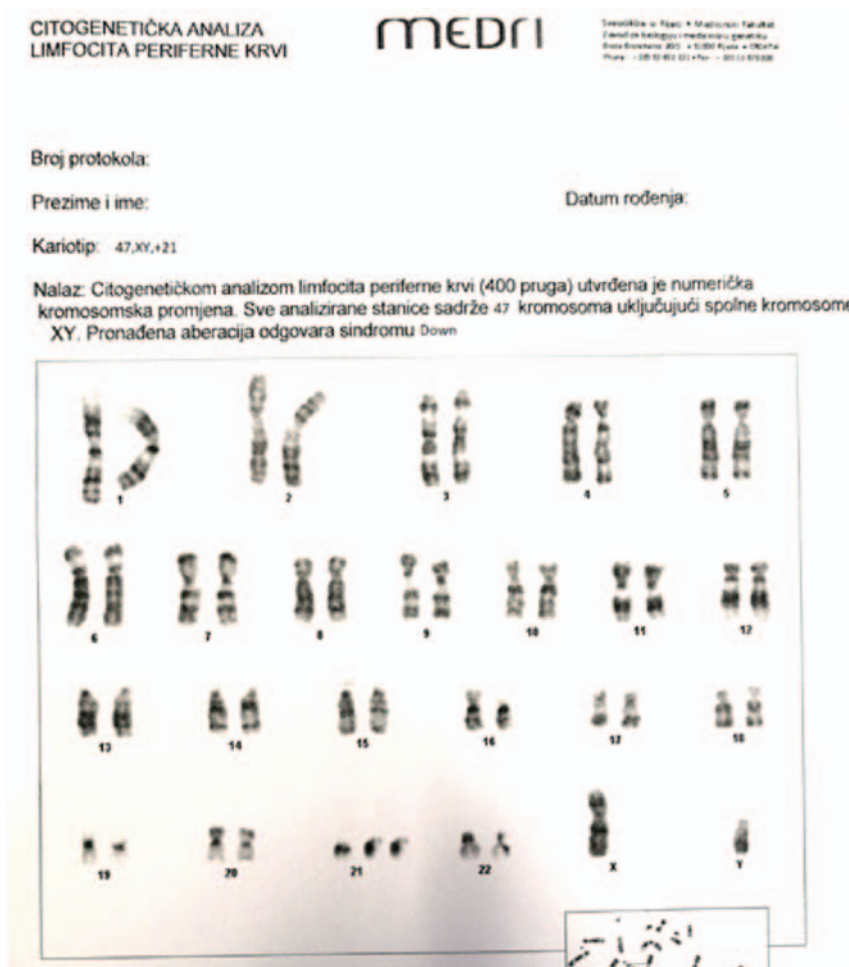 CITOGENETIČKA ANALIZA
LIMFOCITA PERIFERNE KRVI
MEDRI
Broj protokola:
Prezime i ime:
Datum rođenja:
Kariotip: 47,XY,+21
Nalaz: Citogenetičkom analizom limfocita periferne krvi (400 pruga) utvrđena je numerička
kromosomska promjena. Sve analizirane stanice sadrže 47 kromosoma uključujući spolne kromosome
XY. Pronađena aberacija odgovara sindromu Down
1 2 3 4 5
6 7 8 9 10 11 12
13 14 15 16 17 18
19 20 21 22 X Y